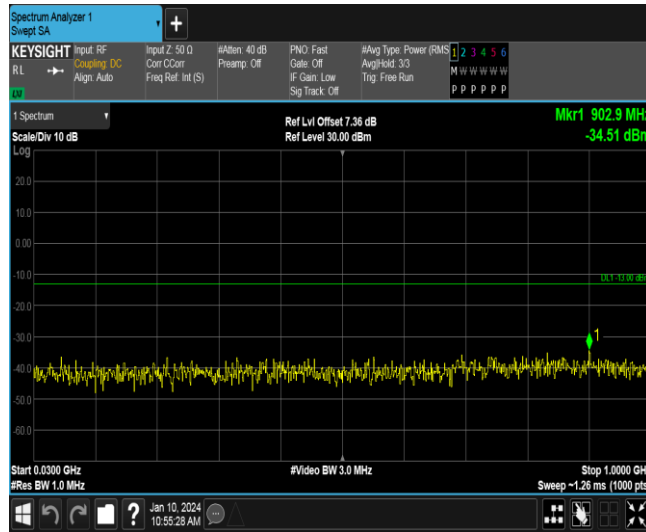 Spectrum Analyzer 1
Swept SA
+
KEYSIGHT Input: RF Input Z: 50 Ω #Atten: 40 dB PNO: Fast #Avg Type: Power (RMS 1 2 3 4 5 6
RL Coupling: DC Corr CCorr Preamp: Off Gate: Off Avg|Hold: 3/3 M W W W W W
Align: Auto Freq Ref: Int (S) IF Gain: Low Trig: Free Run
Sig Track: Off P P P P P P
LXI
1 Spectrum Ref Lvl Offset 7.36 dB Mkr1 902.9 MHz
Scale/Div 10 dB Ref Level 30.00 dBm -34.51 dBm
Log
20.0
10.0
0.00
-10.0 DL1 -13.00 dBm
-20.0
-30.0
1
-40.0
-50.0
-60.0
Start 0.0300 GHz #Video BW 3.0 MHz Stop 1.0000 GH
#Res BW 1.0 MHz Sweep ~1.26 ms (1000 pts
? Jan 10, 2024
10:55:28 AM